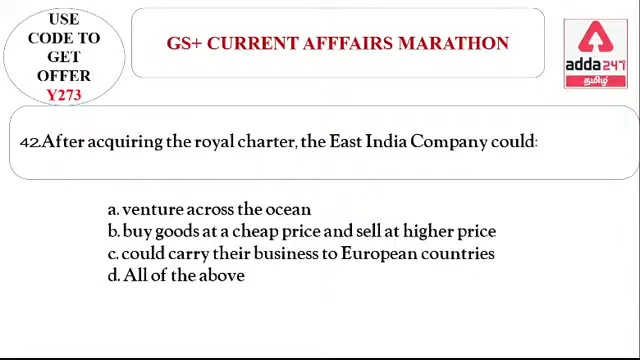 USE
CODE TO
GET
OFFER
Y273
GS+ CURRENT AFFFAIRS MARATHON
adda247
தமிழ்
42.After acquiring the royal charter, the East India Company could:
a. venture across the ocean
b. buy goods at a cheap price and sell at higher price
c. could carry their business to European countries
d. All of the above